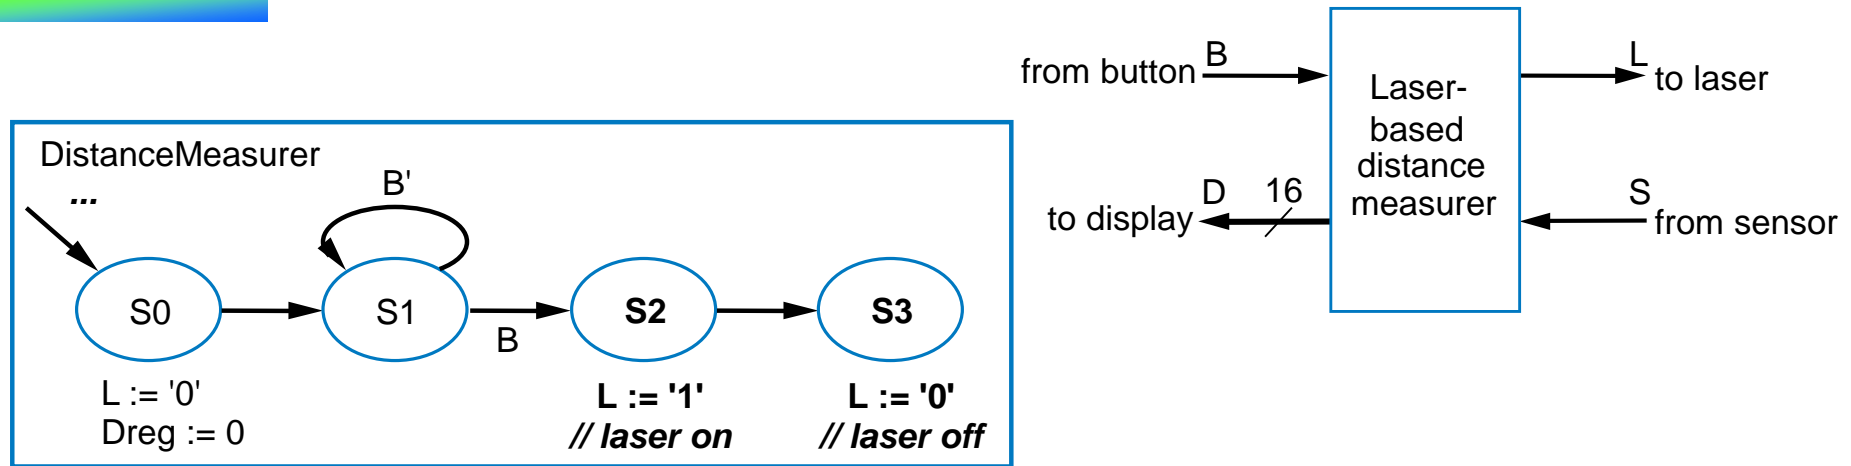 DistanceMeasurer
...
B'
S0
S1
B
S2
S3
L := '0'
Dreg := 0
L := '1'
// laser on
L := '0'
// laser off
from button
B
L
to laser
Laser-
based
distance
measurer
to display
D
16
S
from sensor